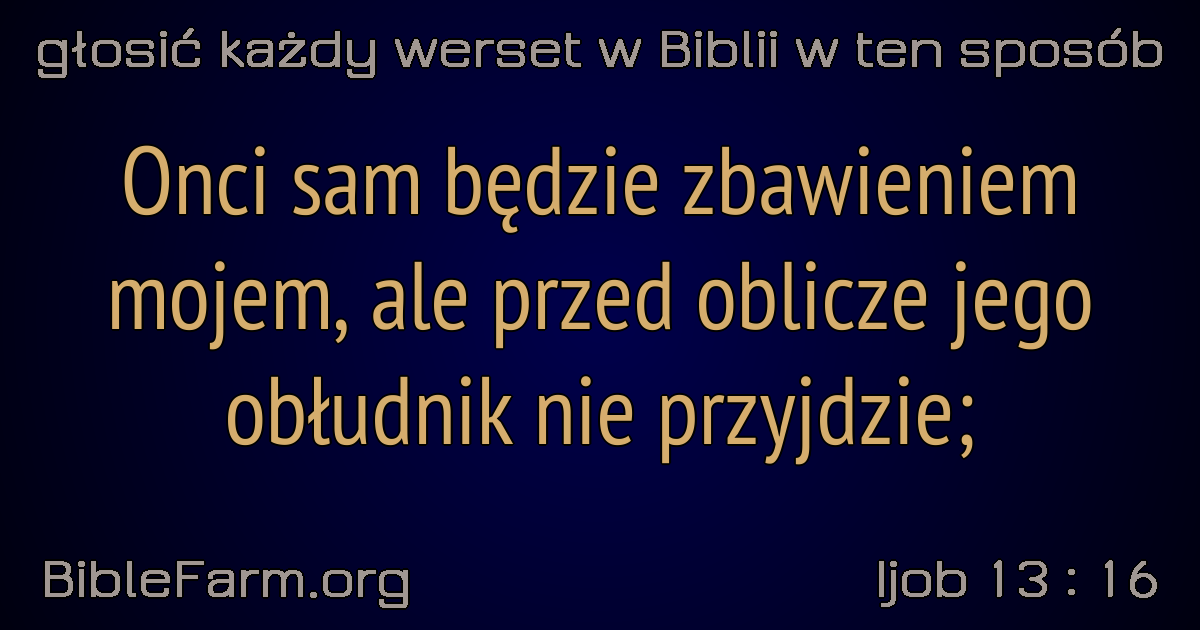 głosić każdy werset w Biblii w ten sposób
Onci sam będzie zbawieniem
mojem, ale przed oblicze jego
obłudnik nie przyjdzie;
BibleFarm.org
Ijob 13 : 16